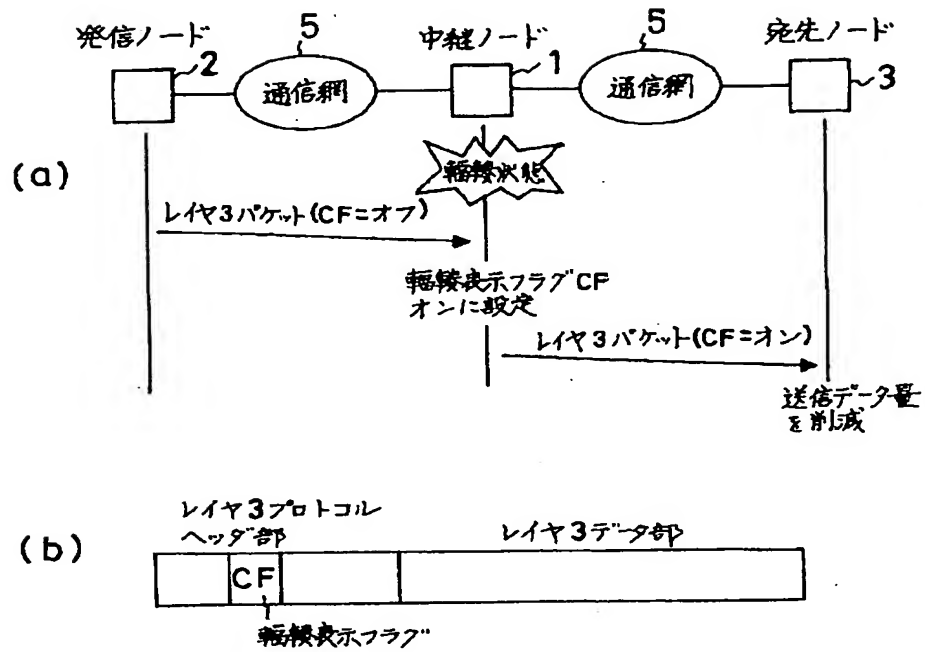 発信ノード 5 中継ノード 5 宛先ノード
2 通信網 1 通信網 3
(a)
輻輳状態
レイヤ3パケット(CF=オフ)
輻輳表示フラグCF
オンに設定
レイヤ3パケット(CF=オン)
送信データ量
を削減
(b)
レイヤ3プロトコル
ヘッダ部
レイヤ3データ部
CF
輻輳表示フラグ